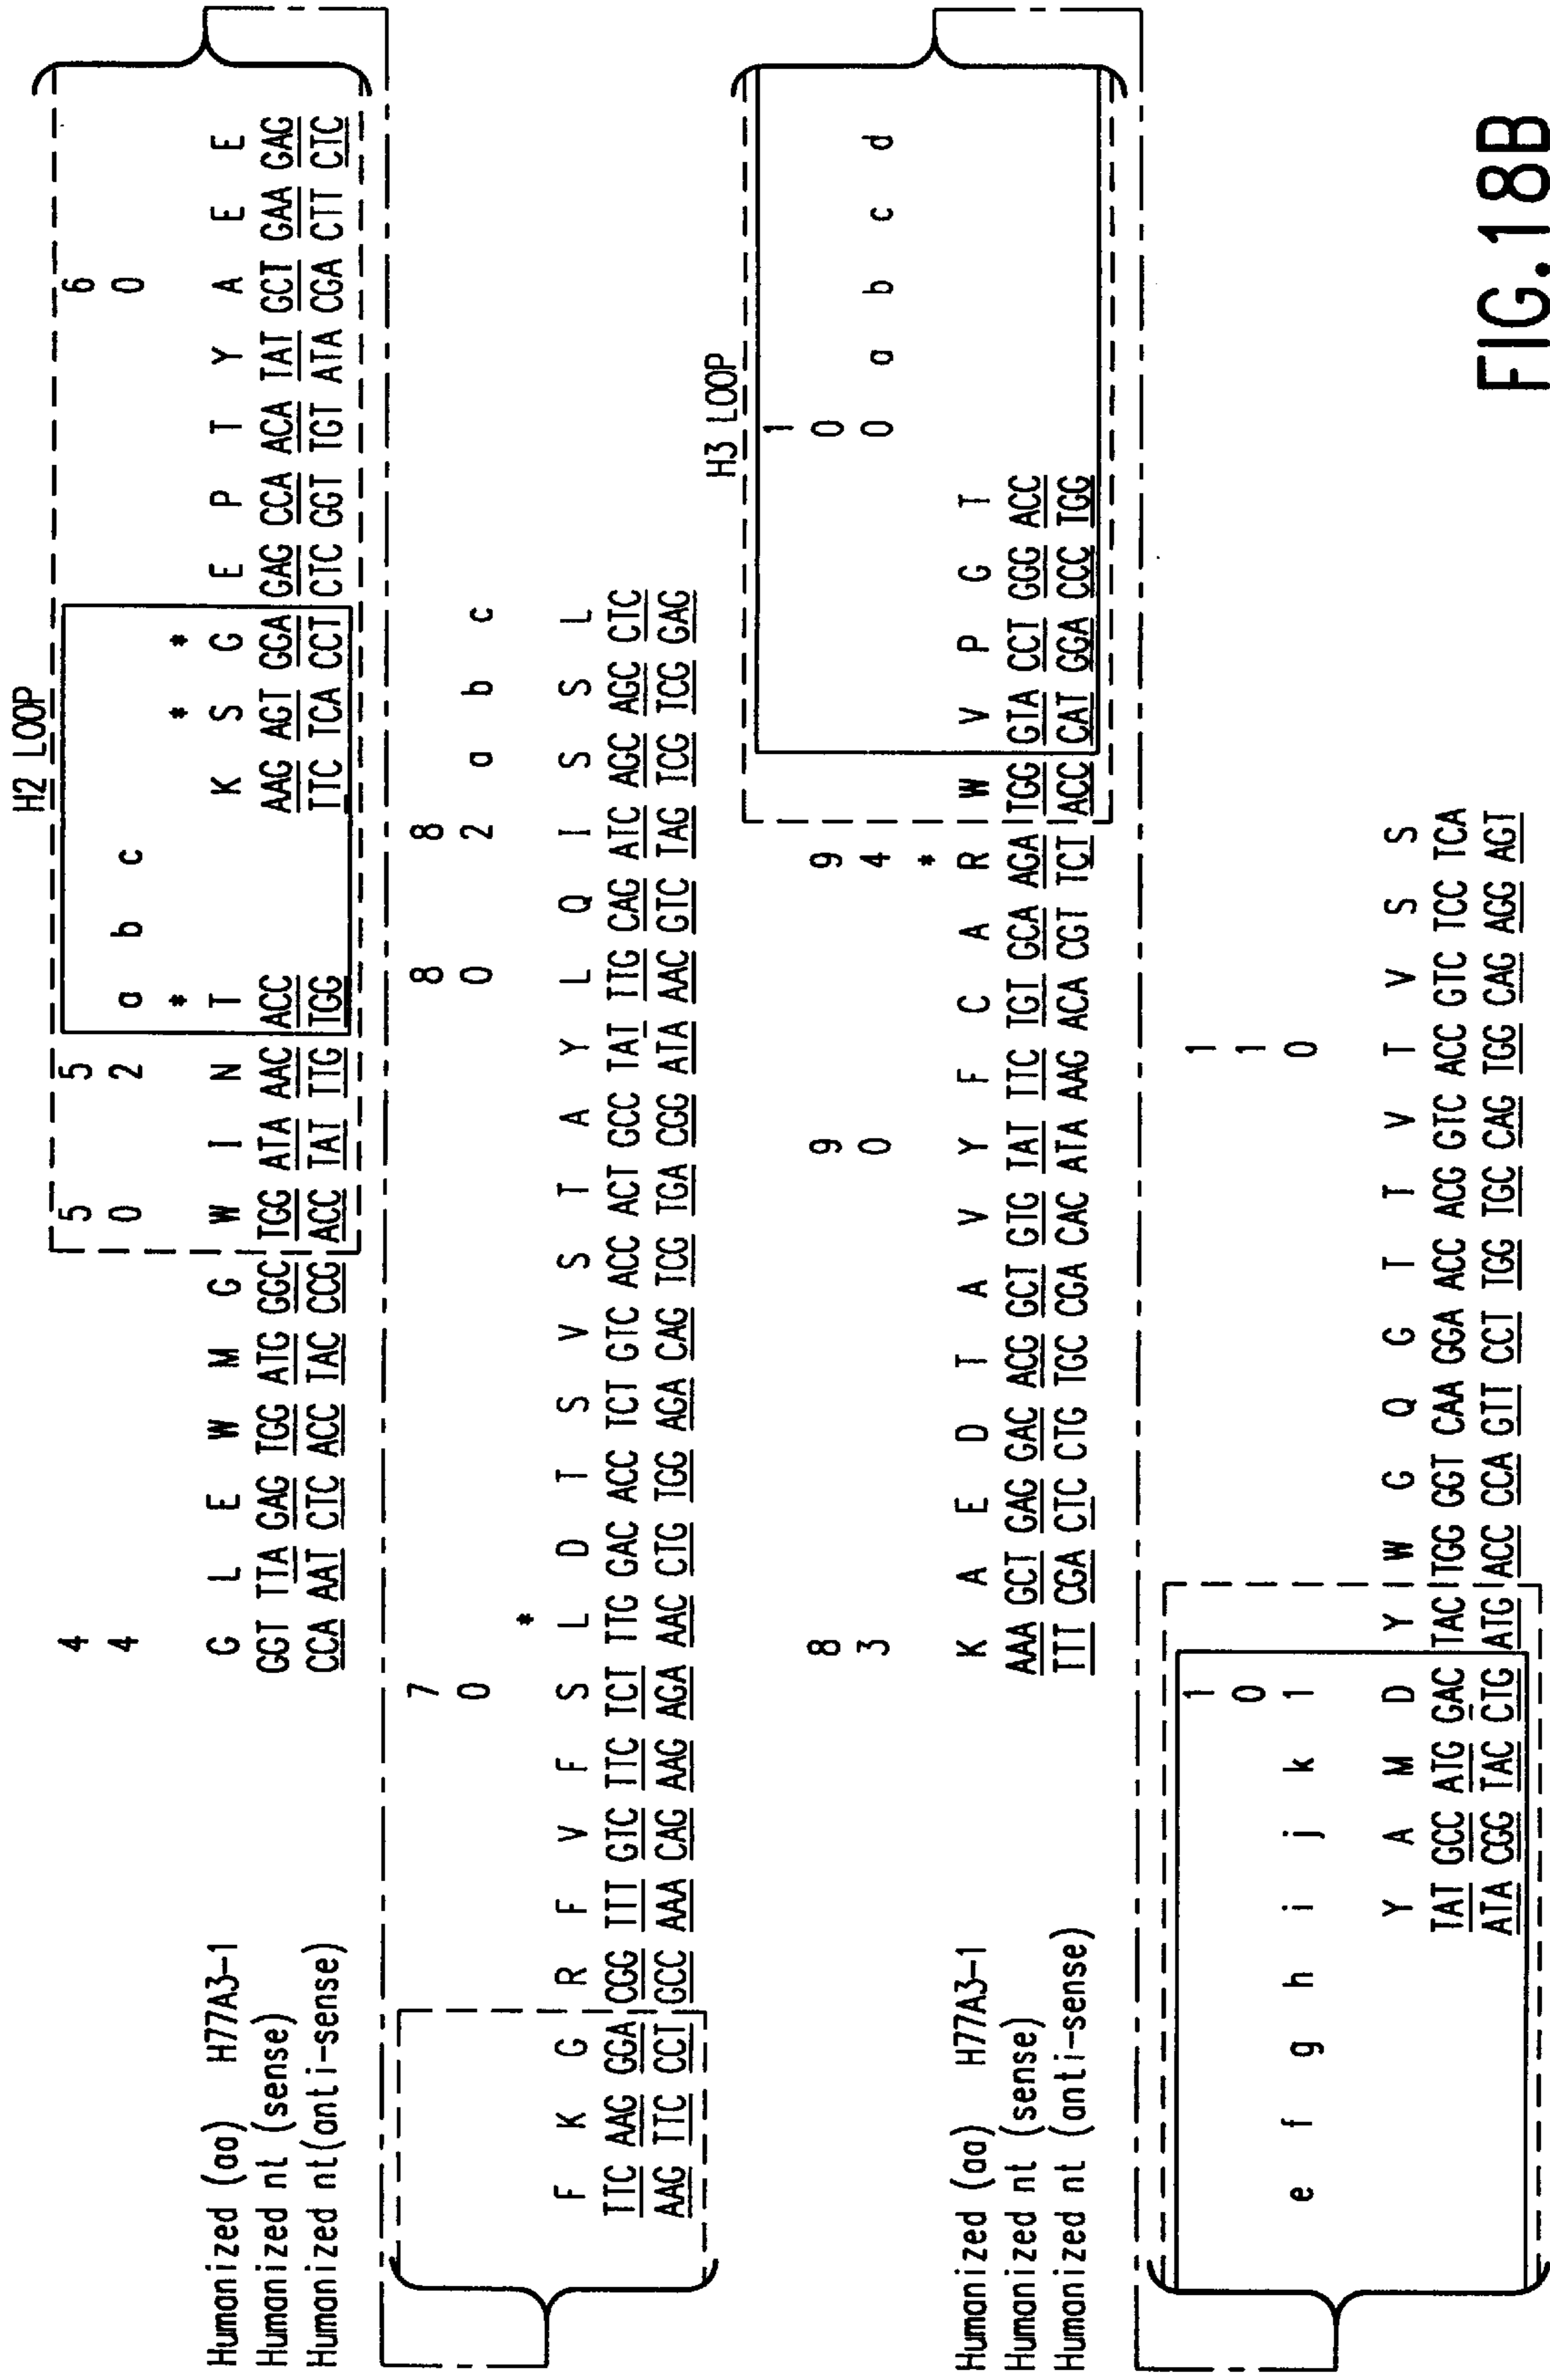 H2 LOOP
4 5 5 6
4 0 2 a b c 0
* * *
Humanized (aa) H77A3-1 G L E W M G W I N T K S G E P T Y A E E
Humanized nt (sense) GGT TTA GAG TGG ATG GGC TGG ATA AAC ACC AAG AGT GGA GAG CCA ACA TAT GCT GAA GAG
Humanized nt(anti-sense) CCA AAT CTC ACC TAC CCG ACC TAT TTG TGG TTC TCA CCT CTC GGT TGT ATA CGA CTT CTC
7 8 8
0 0 2 a b c
*
F K G R F V F S L D T S V S T A Y L Q I S S L
TTC AAG GGA CGG TTT GTC TTC TCT TTG GAC ACC TCT GTC ACC ACT GCC TAT TTG CAG ATC AGC AGC CTC
AAG TTC CCT GCC AAA CAG AAG AGA AAC CTG TGG AGA CAG TCG TGA CGG ATA AAC GTC TAG TCG TCG GAG
H3 LOOP
8 9 9 1
3 0 4 0
* 0 a b c d
Humanized (aa) H77A3-1 K A E D T A V Y F C A R W V P G T
Humanized nt (sense) AAA GCT GAG GAC ACG GCT GTG TAT TTC TGT GCA AGA TGG GTA CCT GGG ACC
Humanized nt (anti-sense) TTT CGA CTC CTG TGC CGA CAC ATA AAG ACA CGT TCT ACC CAT GGA CCC TGG
1 1
0 1
e f g h i j k 1 0
Y A M D Y W G Q G T T V T V S S
TAT GCC ATG GAC TAC TGG GGT CAA GGA ACC ACG GTC ACC GTC TCC TCA
ATA CGG TAC CTG ATG ACC CCA GTT CCT TGG TGC CAG TGG CAG AGG AGT
FIG.18B